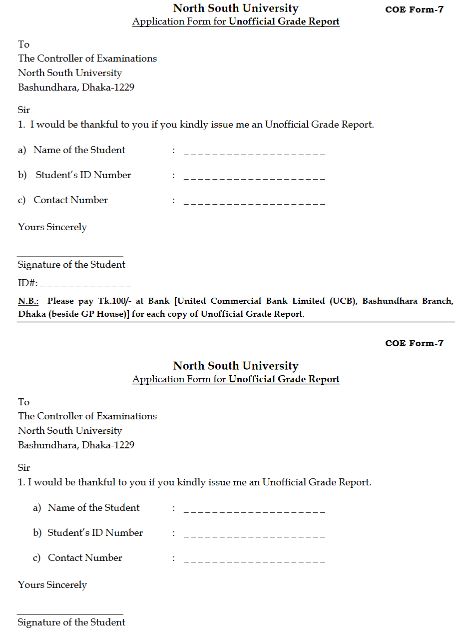 North South University COE Form-7
Application Form for Unofficial Grade Report
To
The Controller of Examinations
North South University
Bashundhara, Dhaka-1229
Sir
1. I would be thankful to you if you kindly issue me an Unofficial Grade Report.
a) Name of the Student : _ _ _ _ _ _ _ _ _ _ _ _ _ _ _ _
b) Student's ID Number : _ _ _ _ _ _ _ _ _ _ _ _ _ _ _ _
c) Contact Number : _ _ _ _ _ _ _ _ _ _ _ _ _ _ _ _
Yours Sincerely
Signature of the Student
ID#:
N.B.: Please pay Tk.100/- at Bank [United Commercial Bank Limited (UCB), Bashundhara Branch,
Dhaka (beside GP House)] for each copy of Unofficial Grade Report.
COE Form-7
North South University
Application Form for Unofficial Grade Report
To
The Controller of Examinations
North South University
Bashundhara, Dhaka-1229
Sir
1. I would be thankful to you if you kindly issue me an Unofficial Grade Report.
a) Name of the Student : _ _ _ _ _ _ _ _ _ _ _ _ _ _ _ _
b) Student's ID Number : _ _ _ _ _ _ _ _ _ _ _ _ _ _ _ _
c) Contact Number : _ _ _ _ _ _ _ _ _ _ _ _ _ _ _ _
Yours Sincerely
Signature of the Student